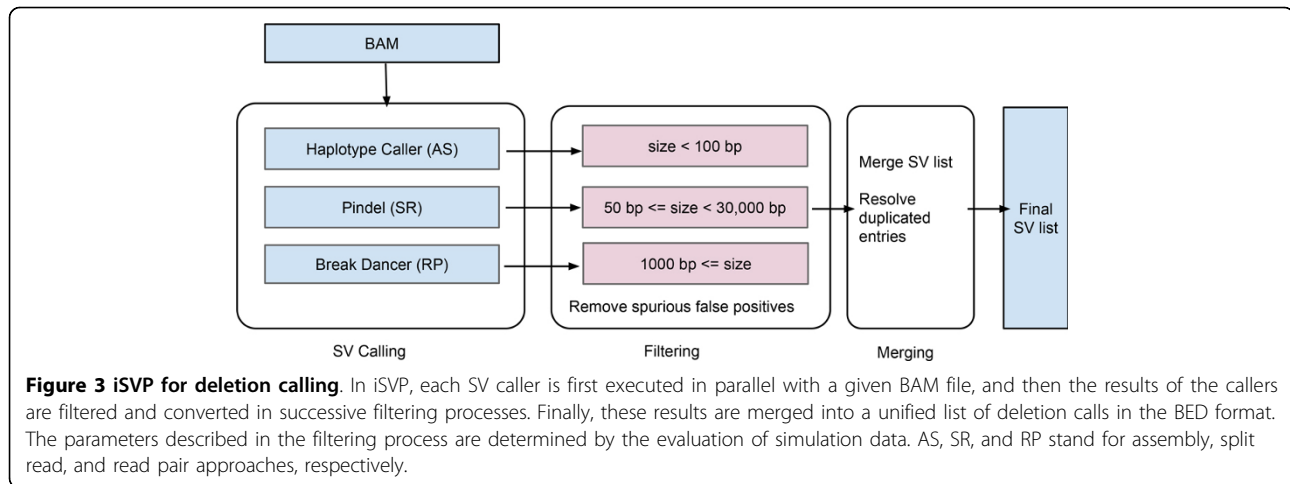 BAM
Haplotype Caller (AS)
size < 100 bp
Pindel (SR)
50 bp <= size < 30,000 bp
Break Dancer (RP)
1000 bp <= size
Remove spurious false positives
Merge SV list
Resolve
duplicated
entries
Final
SV list
SV Calling
Filtering
Merging
Figure 3 iSVP for deletion calling. In iSVP, each SV caller is first executed in parallel with a given BAM file, and then the results of the callers
are filtered and converted in successive filtering processes. Finally, these results are merged into a unified list of deletion calls in the BED format.
The parameters described in the filtering process are determined by the evaluation of simulation data. AS, SR, and RP stand for assembly, split
read, and read pair approaches, respectively.